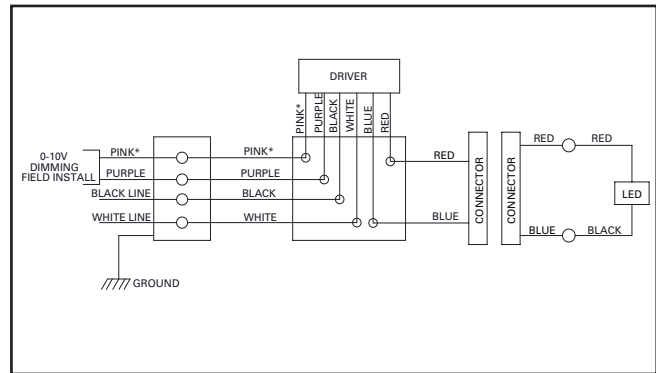 DRIVER
PINK*
PURPLE
BLACK
WHITE
BLUE
RED
0-10V
DIMMING
FIELD INSTALL
PINK*
PINK*
PURPLE
PURPLE
BLACK LINE
BLACK
WHITE LINE
WHITE
GROUND
RED
BLUE
CONNECTOR
CONNECTOR
RED
RED
LED
BLUE
BLACK